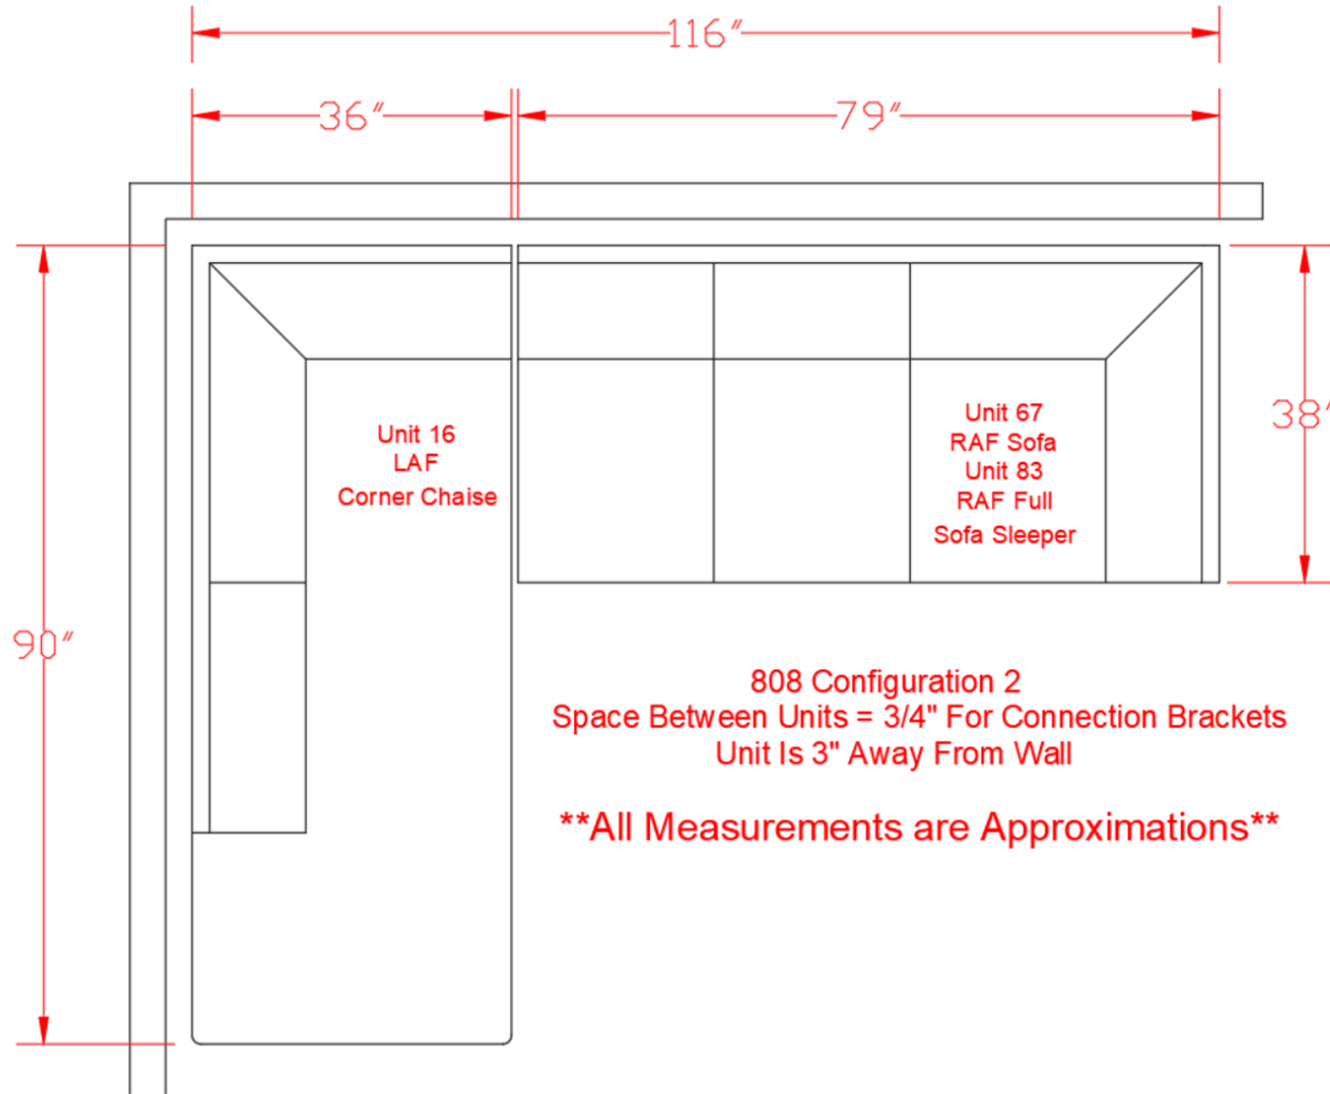 116"
36"
79"
38"
Unit 16
LAF
Corner Chaise
Unit 67
RAF Sofa
Unit 83
RAF Full
Sofa Sleeper
90"
808 Configuration 2
Space Between Units = 3/4" For Connection Brackets
Unit Is 3" Away From Wall
**All Measurements are Approximations**